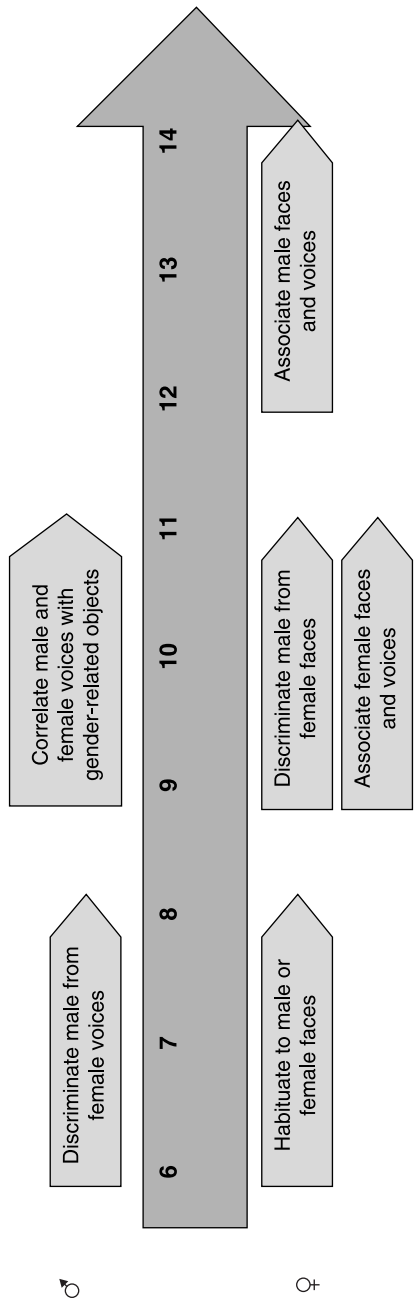 ♂
Discriminate male from
female voices
Correlate male and
female voices with
gender-related objects
6 7 8 9 10 11 12 13 14
♀
Habituate to male or
female faces
Discriminate male from
female faces
Associate female faces
and voices
Associate male faces
and voices